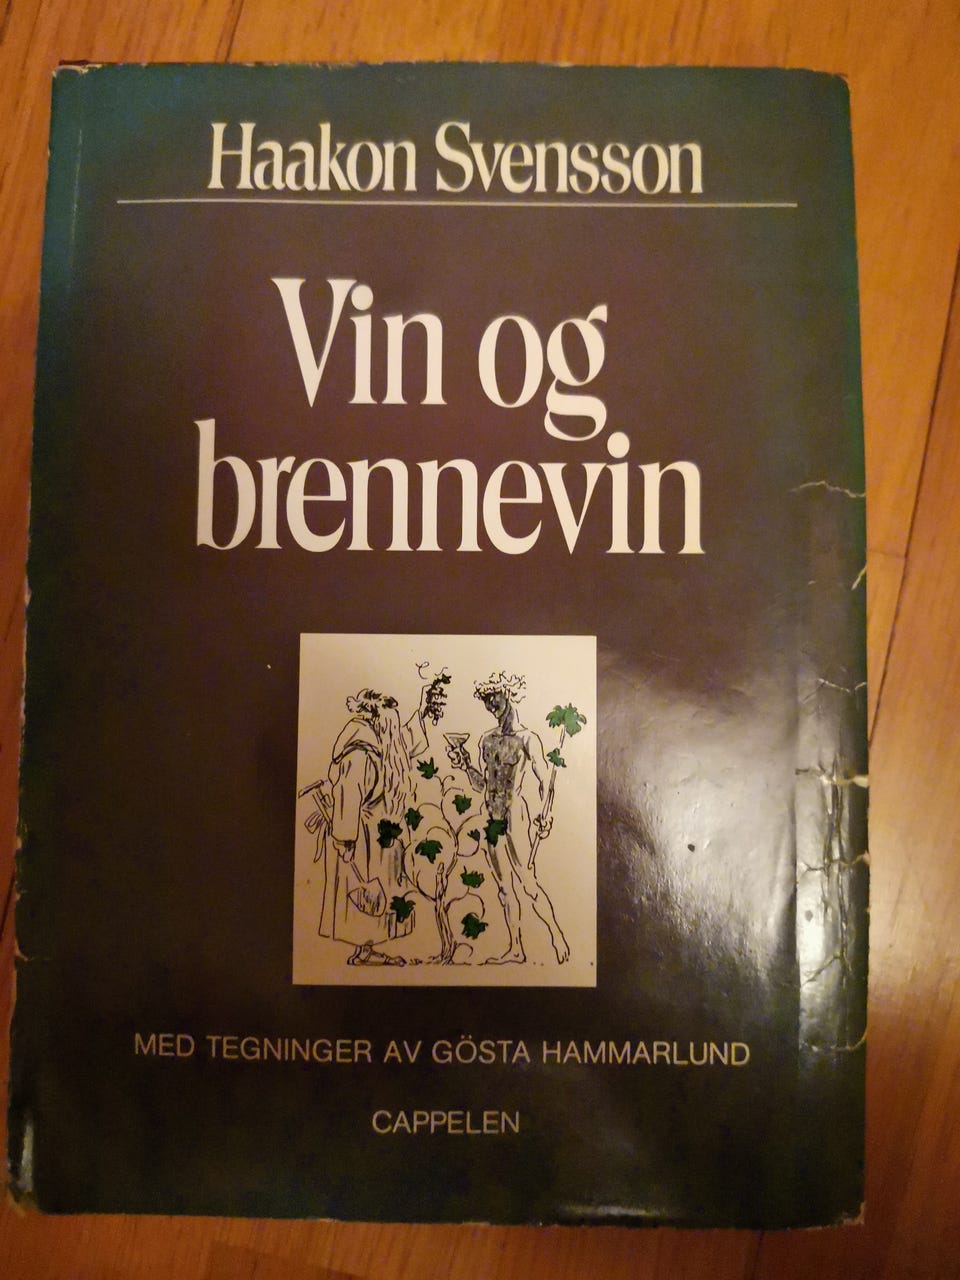 Haakon Svensson
Vin og
brennevin
MED TEGNINGER AV GÖSTA HAMMARLUND
CAPPELEN